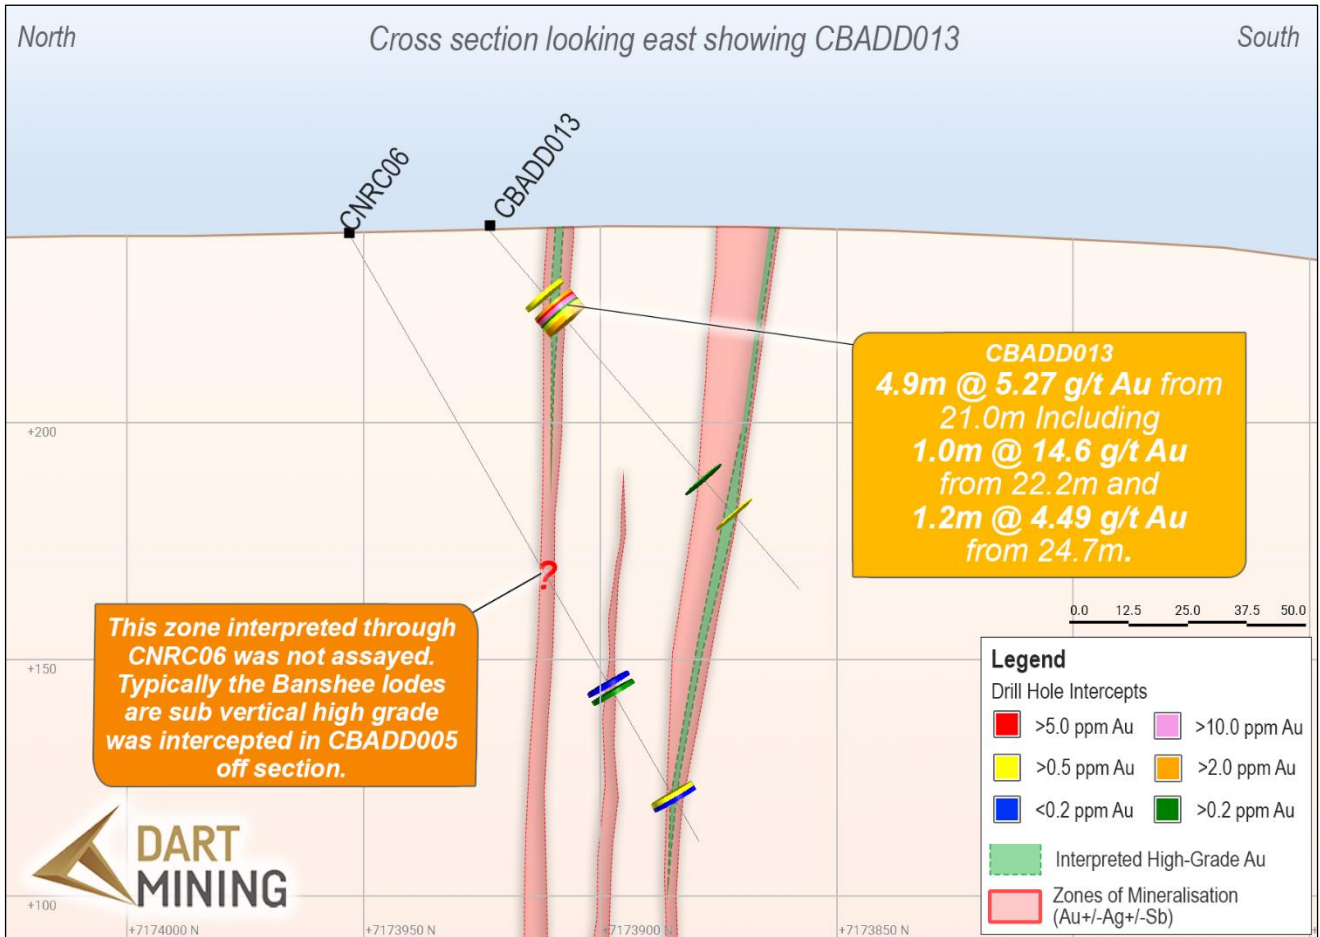 North
Cross section looking east showing CBADD013
South
CNRC06
CBADD013
CBADD013
4.9m @ 5.27 g/t Au from
21.0m Including
1.0m @ 14.6 g/t Au
from 22.2m and
1.2m @ 4.49 g/t Au
from 24.7m.
+200
?
This zone interpreted through
CNRC06 was not assayed.
Typically the Banshee lodes
are sub vertical high grade
was intercepted in CBADD005
off section.
0.0 12.5 25.0 37.5 50.0
+150
Legend
Drill Hole Intercepts
>5.0 ppm Au >10.0 ppm Au
>0.5 ppm Au >2.0 ppm Au
<0.2 ppm Au >0.2 ppm Au
Interpreted High-Grade Au
Zones of Mineralisation
(Au+/-Ag+/-Sb)
DART
MINING
+100
+7174000 N +7173950 N +7173900 N +7173850 N